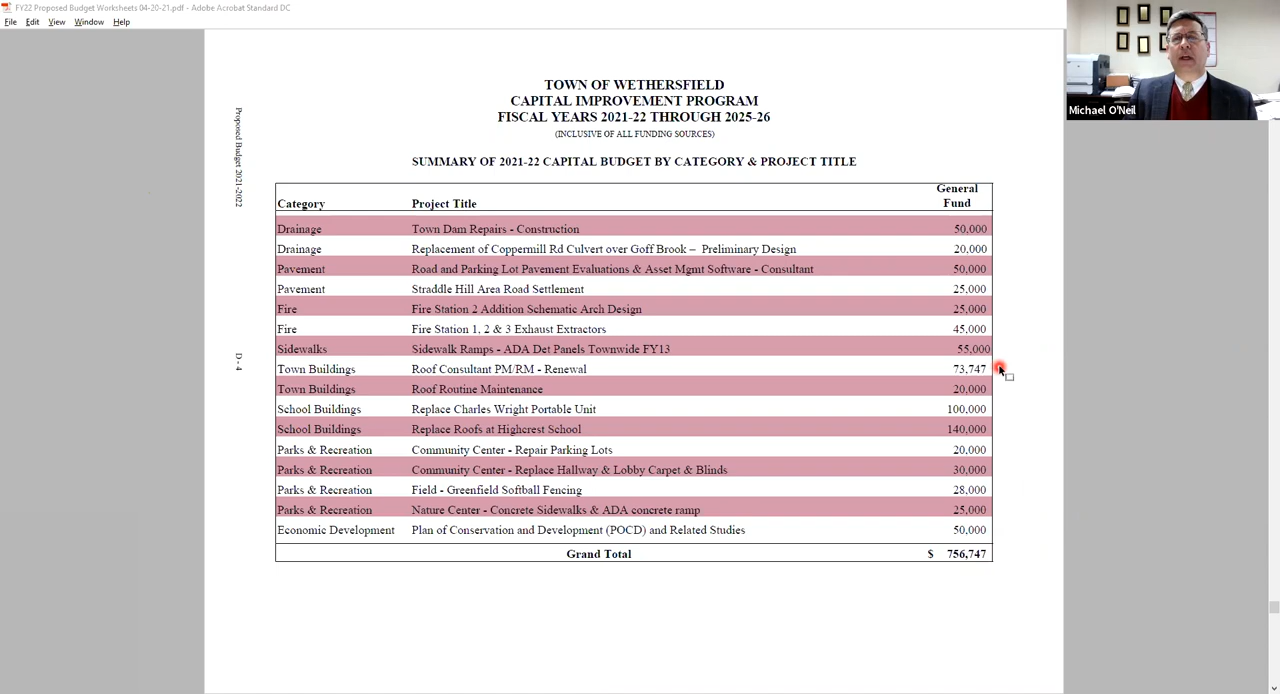 FY22 Proposed Budget Worksheets 04-20-21.pdf - Adobe Acrobat Standard DC
File Edit View Window Help
Michael O'Neil
TOWN OF WETHERSFIELD
CAPITAL IMPROVEMENT PROGRAM
FISCAL YEARS 2021-22 THROUGH 2025-26
(INCLUSIVE OF ALL FUNDING SOURCES)
Proposed Budget 2021-2022
SUMMARY OF 2021-22 CAPITAL BUDGET BY CATEGORY & PROJECT TITLE
Category Project Title General Fund
Drainage Town Dam Repairs - Construction 50,000
Drainage Replacement of Coppermill Rd Culvert over Goff Brook – Preliminary Design 20,000
Pavement Road and Parking Lot Pavement Evaluations & Asset Mgmt Software - Consultant 50,000
Pavement Straddle Hill Area Road Settlement 25,000
Fire Fire Station 2 Addition Schematic Arch Design 25,000
Fire Fire Station 1, 2 & 3 Exhaust Extractors 45,000
Sidewalks Sidewalk Ramps - ADA Det Panels Townwide FY13 55,000
D - 4
Town Buildings Roof Consultant PM/RM - Renewal 73,747
Town Buildings Roof Routine Maintenance 20,000
School Buildings Replace Charles Wright Portable Unit 100,000
School Buildings Replace Roofs at Highcrest School 140,000
Parks & Recreation Community Center - Repair Parking Lots 20,000
Parks & Recreation Community Center - Replace Hallway & Lobby Carpet & Blinds 30,000
Parks & Recreation Field - Greenfield Softball Fencing 28,000
Parks & Recreation Nature Center - Concrete Sidewalks & ADA concrete ramp 25,000
Economic Development Plan of Conservation and Development (POCD) and Related Studies 50,000
Grand Total $ 756,747